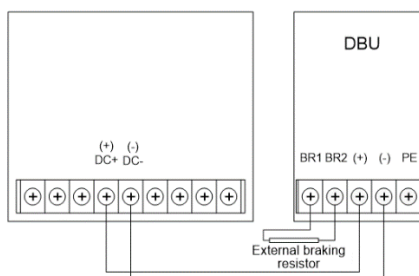 DBU
(+) (-)
DC+ DC-
BR1 BR2 (+) (-) PE
External braking
resistor